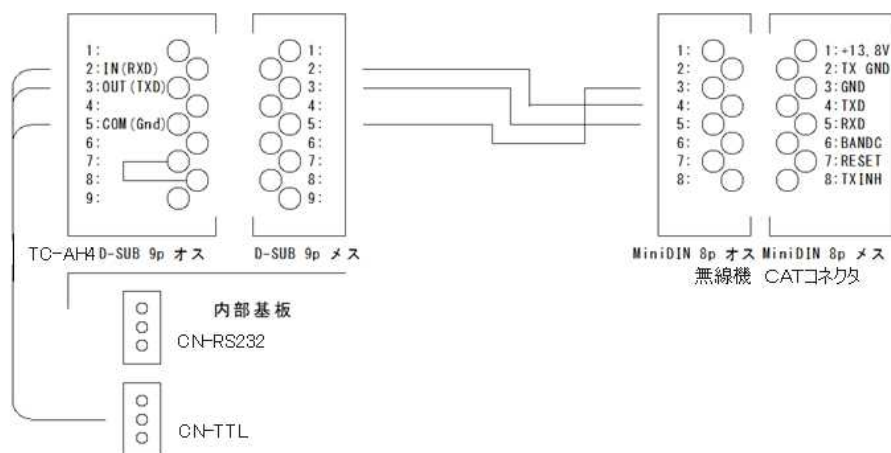 1:
2:IN(RXD)
3:OUT(TXD)
4:
5:COM(Gnd)
6:
7:
8:
9:
1:
2:
3:
4:
5:
6:
7:
8:
9:
1:
2:
3:
4:
5:
6:
7:
8:
1:+13.8V
2:TX GND
3:GND
4:TXD
5:RXD
6:BANDC
7:RESET
8:TXINH
TC-AH4 D-SUB 9p オス
D-SUB 9p メス
MiniDIN 8p オス
MiniDIN 8p メス
無線機 CATコネクタ
内部基板
CN-RS232
CN-TTL